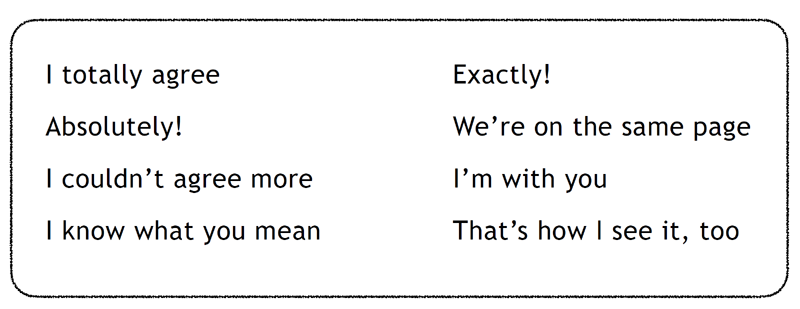 I totally agree
Absolutely!
I couldn’t agree more
I know what you mean
Exactly!
We’re on the same page
I’m with you
That’s how I see it, too